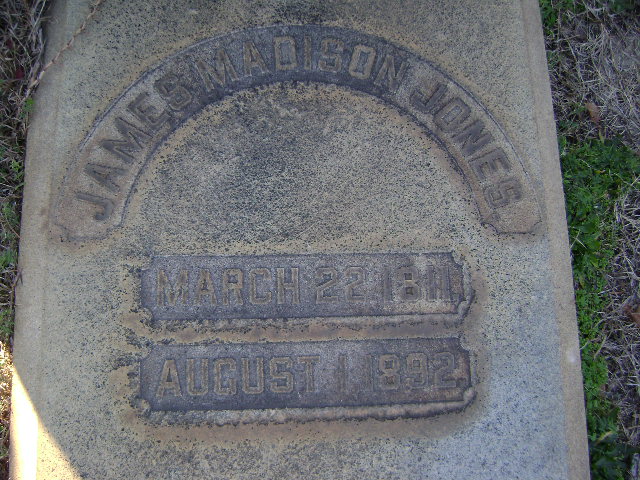 JAMES MADISON JONES
MARCH 22 1811
AUGUST 1 1892